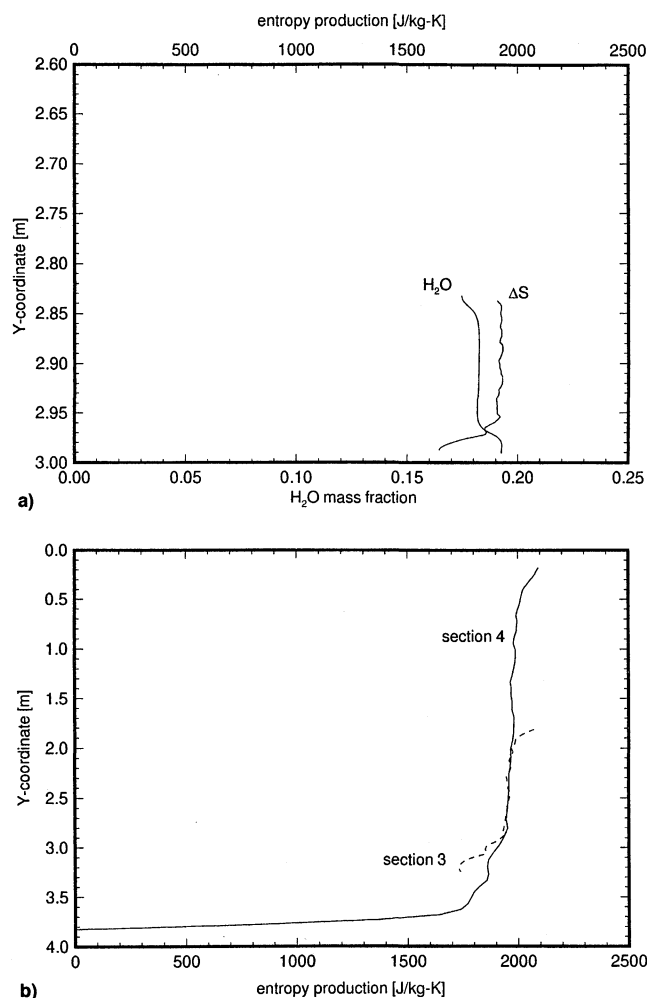 entropy production [J/kg-K]
0 500 1000 1500 2000 2500
2.60
2.65
2.70
2.75
2.80
2.85
2.90
2.95
3.00
Y-coordinate [m]
H₂O
ΔS
0.00 0.05 0.10 0.15 0.20 0.25
H₂O mass fraction
a)
0.0
0.5
1.0
1.5
2.0
2.5
3.0
3.5
4.0
Y-coordinate [m]
section 4
section 3
0 500 1000 1500 2000 2500
entropy production [J/kg-K]
b)